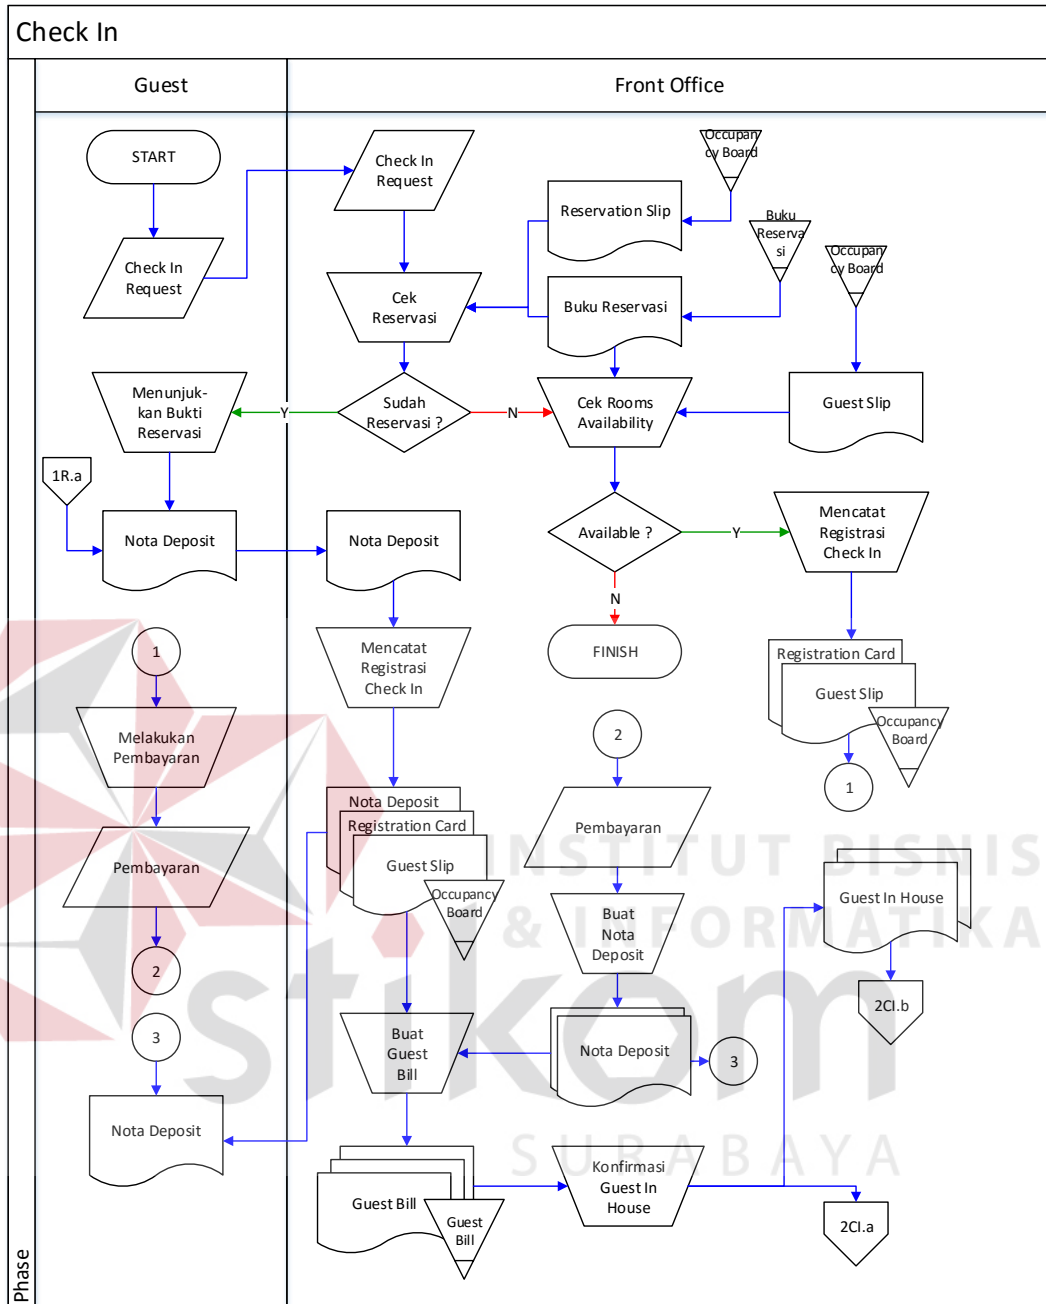 Check In
Guest
Front Office
START
Check In
Request
Check In
Request
Occupan
cy Board
Reservation Slip
Buku
Reserva
si
Occupan
cy Board
Cek
Reservasi
Buku Reservasi
Menunjuk-
kan Bukti
Reservasi
Y
Sudah
Reservasi ?
N
Cek Rooms
Availability
Guest Slip
1R.a
Nota Deposit
Nota Deposit
Available ?
Y
Mencatat
Registrasi
Check In
N
FINISH
1
Mencatat
Registrasi
Check In
Registration Card
Guest Slip
Occupancy
Board
Melakukan
Pembayaran
2
1
Nota Deposit
Registration Card
Guest Slip
Occupancy
Board
Pembayaran
Pembayaran
INSTITUT BISNIS
& INFORMATIKA
Guest In House
Buat
Nota
Deposit
2
stikom
2CI.b
3
Buat
Guest
Bill
Nota Deposit
3
Nota Deposit
SURABAYA
Guest Bill
Guest
Bill
Konfirmasi
Guest In
House
2CI.a
Phase